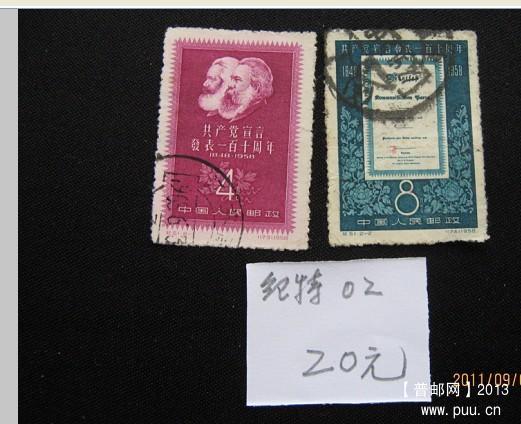 共产党宣言
發表一百十周年
1848-1958
4
中国人民邮政
共产党宣言發表一百十周年
1848
1958
8
中国人民邮政
纪特 02
20元
2011/09/0
【普邮网】2013
www.puu.cn